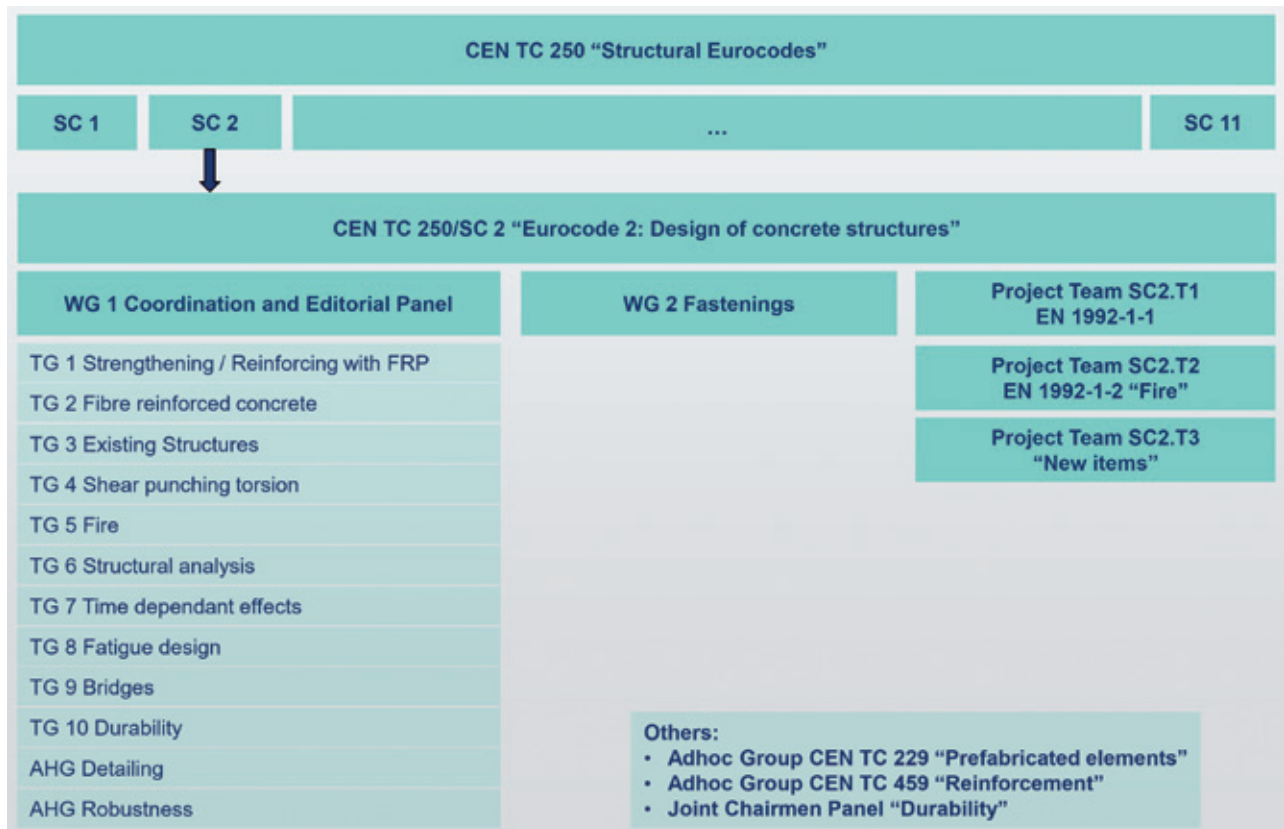 CEN TC 250 “Structural Eurocodes”
SC 1
SC 2
...
SC 11
CEN TC 250/SC 2 “Eurocode 2: Design of concrete structures”
WG 1 Coordination and Editorial Panel
TG 1 Strengthening / Reinforcing with FRP
TG 2 Fibre reinforced concrete
TG 3 Existing Structures
TG 4 Shear punching torsion
TG 5 Fire
TG 6 Structural analysis
TG 7 Time dependant effects
TG 8 Fatigue design
TG 9 Bridges
TG 10 Durability
AHG Detailing
AHG Robustness
WG 2 Fastenings
Project Team SC2.T1
EN 1992-1-1
Project Team SC2.T2
EN 1992-1-2 “Fire”
Project Team SC2.T3
“New items”
Others:
• Adhoc Group CEN TC 229 “Prefabricated elements”
• Adhoc Group CEN TC 459 “Reinforcement”
• Joint Chairmen Panel “Durability”